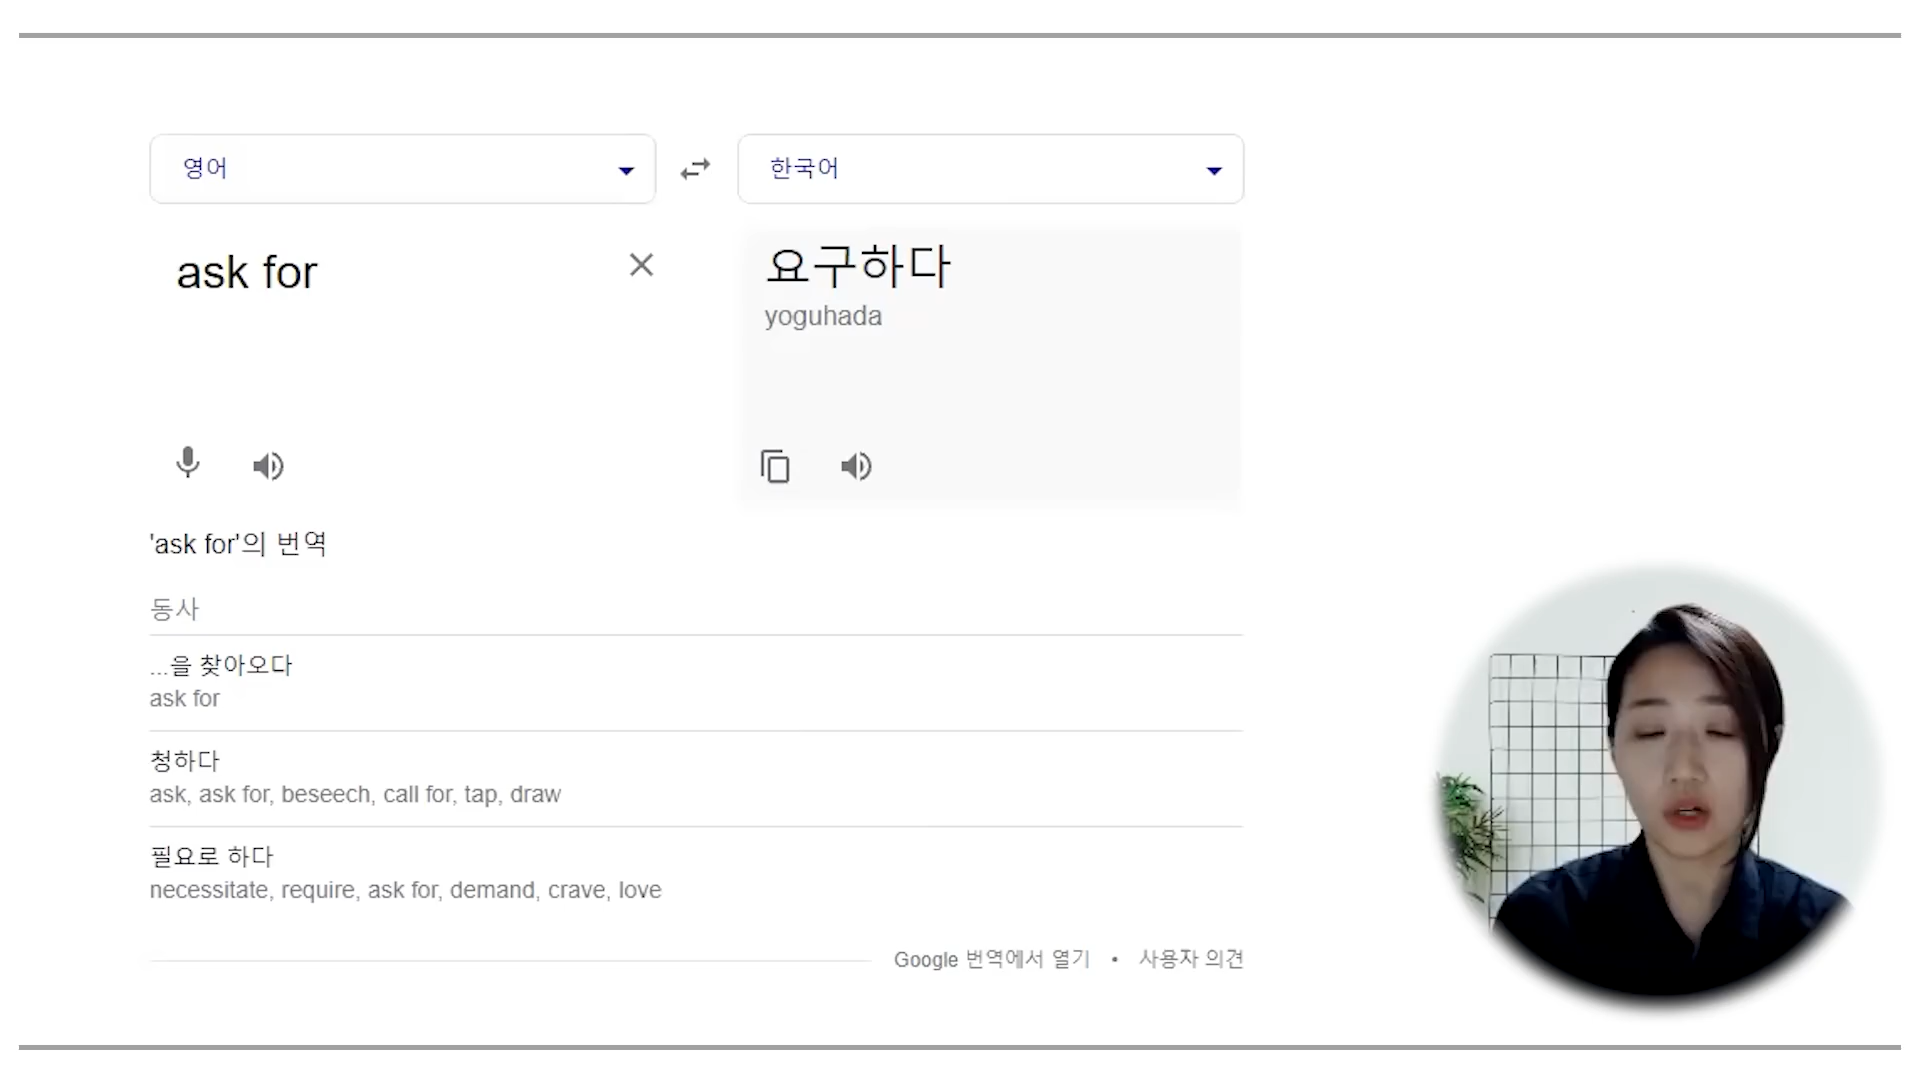 영어
한국어
ask for
요구하다
yoguhada
'ask for'의 번역
동사
...을 찾아오다
ask for
청하다
ask, ask for, beseech, call for, tap, draw
필요로 하다
necessitate, require, ask for, demand, crave, love
Google 번역에서 열기 • 사용자 의견